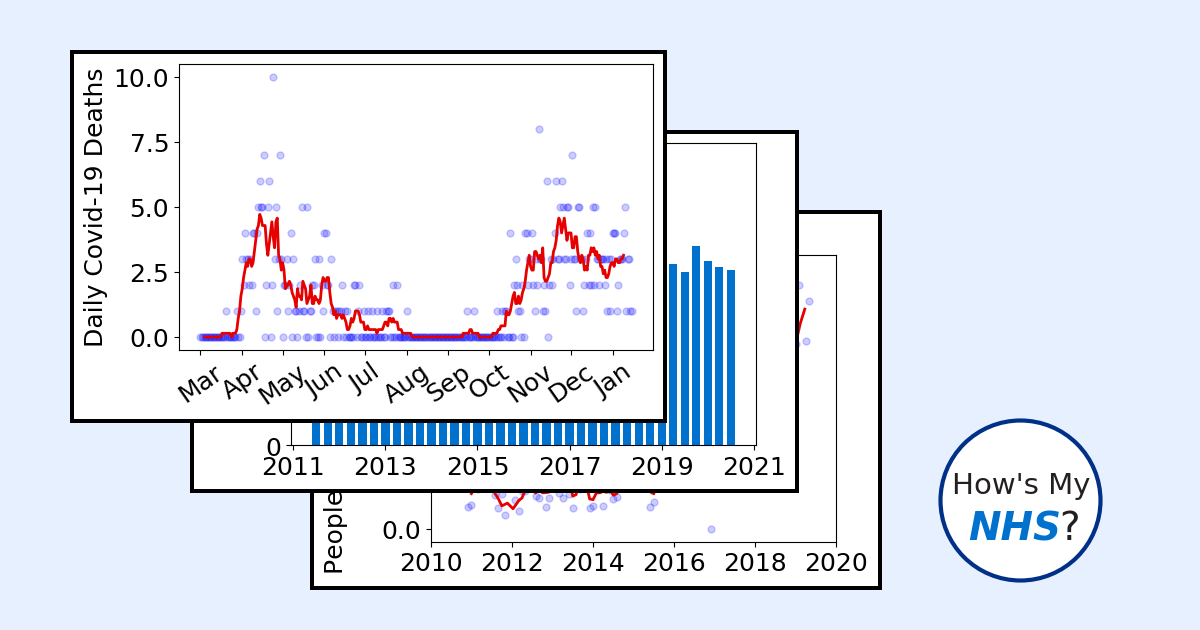 Daily Covid-19 Deaths
10.0
7.5
5.0
2.5
0.0
Mar Apr May Jun Jul Aug Sep Oct Nov Dec Jan
0
2011 2013 2015 2017 2019 2021
People
0.0
2010 2012 2014 2016 2018 2020
How's My
NHS?